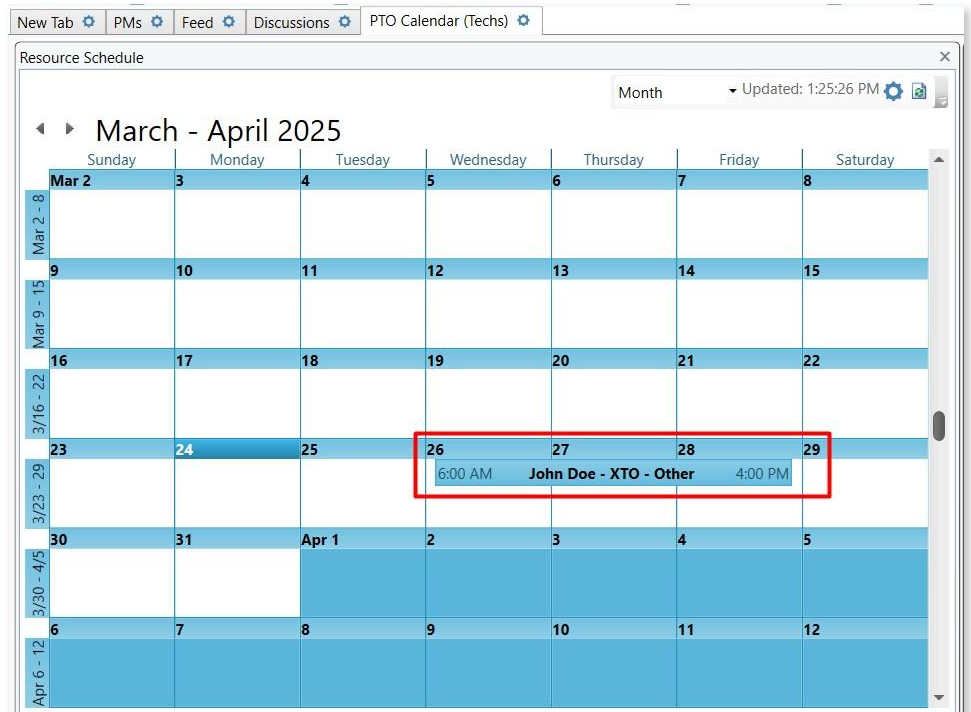 New Tab PMs Feed Discussions PTO Calendar (Techs)
Resource Schedule
Month Updated: 1:25:26 PM
March - April 2025
Sunday Monday Tuesday Wednesday Thursday Friday Saturday
Mar 2 - 8
Mar 2 3 4 5 6 7 8
Mar 9 - 15
9 10 11 12 13 14 15
3/16 - 22
16 17 18 19 20 21 22
3/23 - 29
23 24 25 26 27 28 29
6:00 AM John Doe - XTO - Other 4:00 PM
3/30 - 4/5
30 31 Apr 1 2 3 4 5
Apr 6 - 12
6 7 8 9 10 11 12